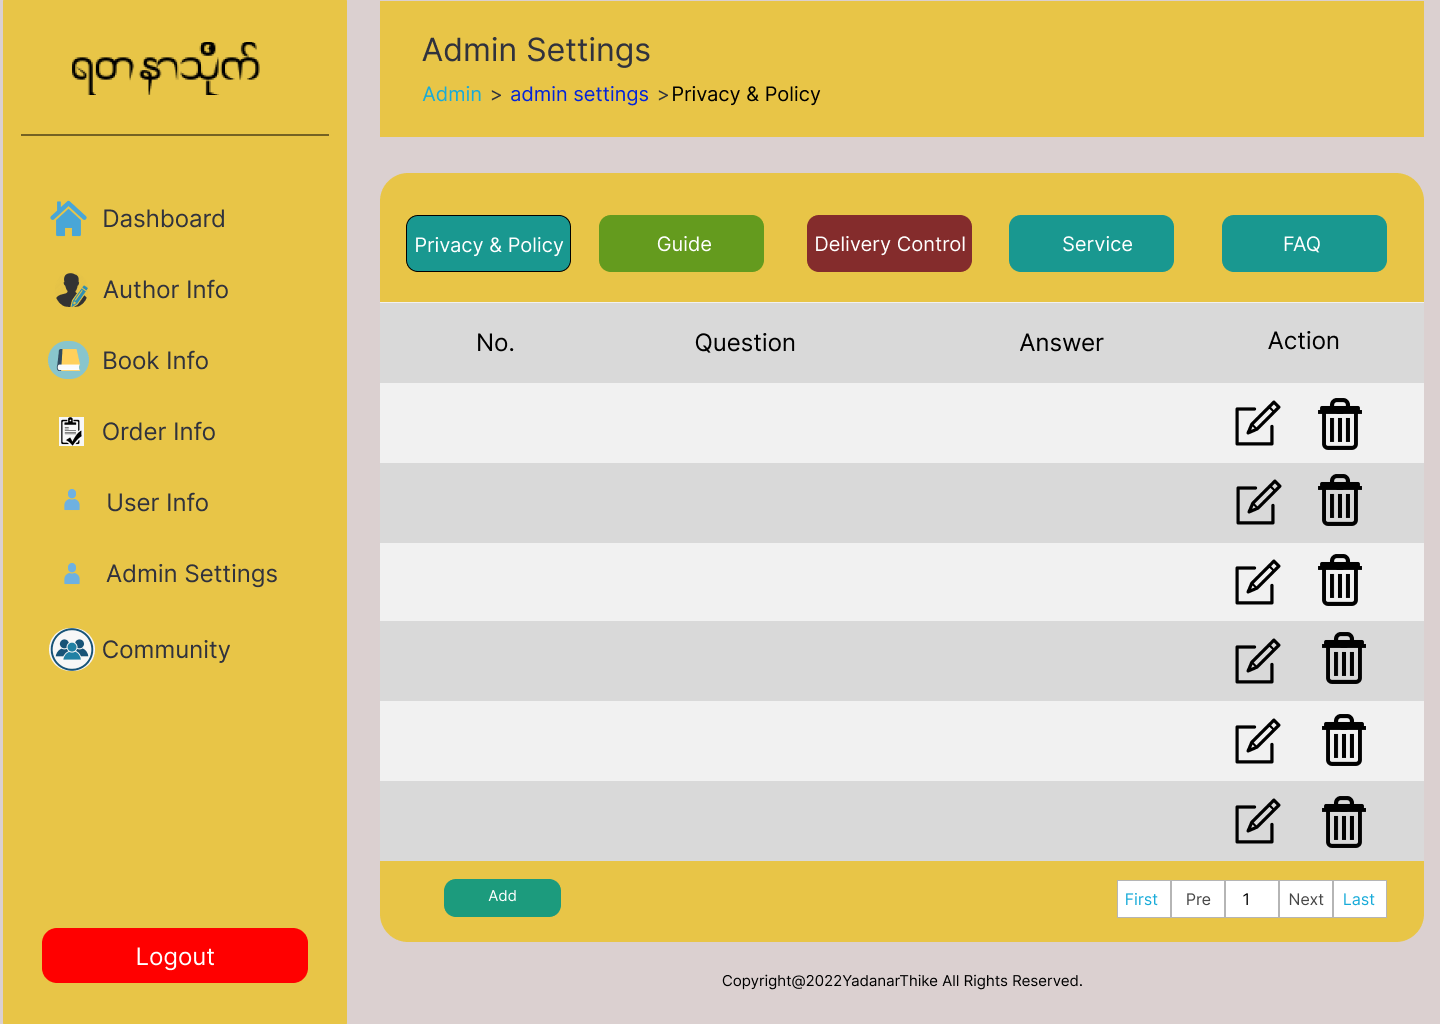 ရတနာသိုက်
Dashboard
Author Info
Book Info
Order Info
User Info
Admin Settings
Community
Logout
Admin Settings
Admin > admin settings >Privacy & Policy
Privacy & Policy Guide Delivery Control Service FAQ
No. Question Answer Action
Add
First Pre 1 Next Last
Copyright@2022YadanarThike All Rights Reserved.